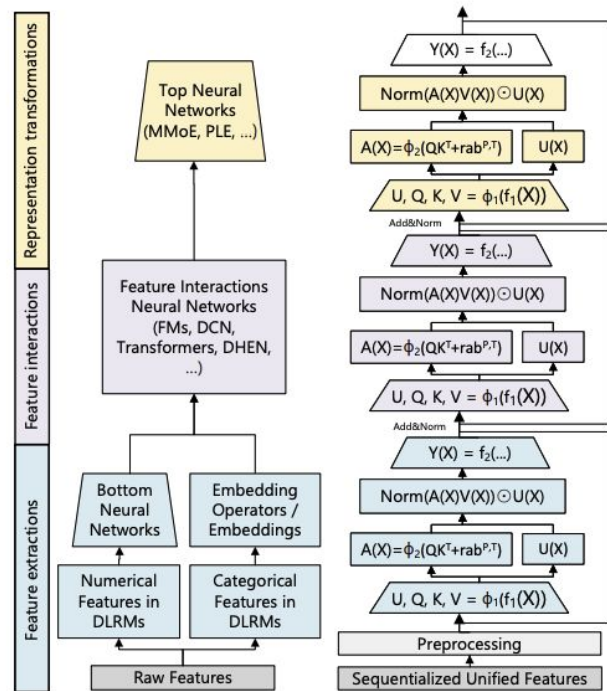 Representation transformations
Feature interactions
Feature extractions
Top Neural
Networks
(MMoE, PLE, ...)
Feature Interactions
Neural Networks
(FMs, DCN,
Transformers, DHEN,
...)
Bottom
Neural
Networks
Embedding
Operators /
Embeddings
Numerical
Features in
DLRMs
Categorical
Features in
DLRMs
Raw Features
Y(X) = f₂(...)
Norm(A(X)V(X))⊙U(X)
A(X)=ϕ₂(QKᵀ+rabᴾ,ᵀ)
U(X)
U, Q, K, V = ϕ₁(f₁(X))
Add&Norm
Y(X) = f₂(...)
Norm(A(X)V(X))⊙U(X)
A(X)=ϕ₂(QKᵀ+rabᴾ,ᵀ)
U(X)
U, Q, K, V = ϕ₁(f₁(X))
Add&Norm
Y(X) = f₂(...)
Norm(A(X)V(X))⊙U(X)
A(X)=ϕ₂(QKᵀ+rabᴾ,ᵀ)
U(X)
U, Q, K, V = ϕ₁(f₁(X))
Preprocessing
Sequentialized Unified Features